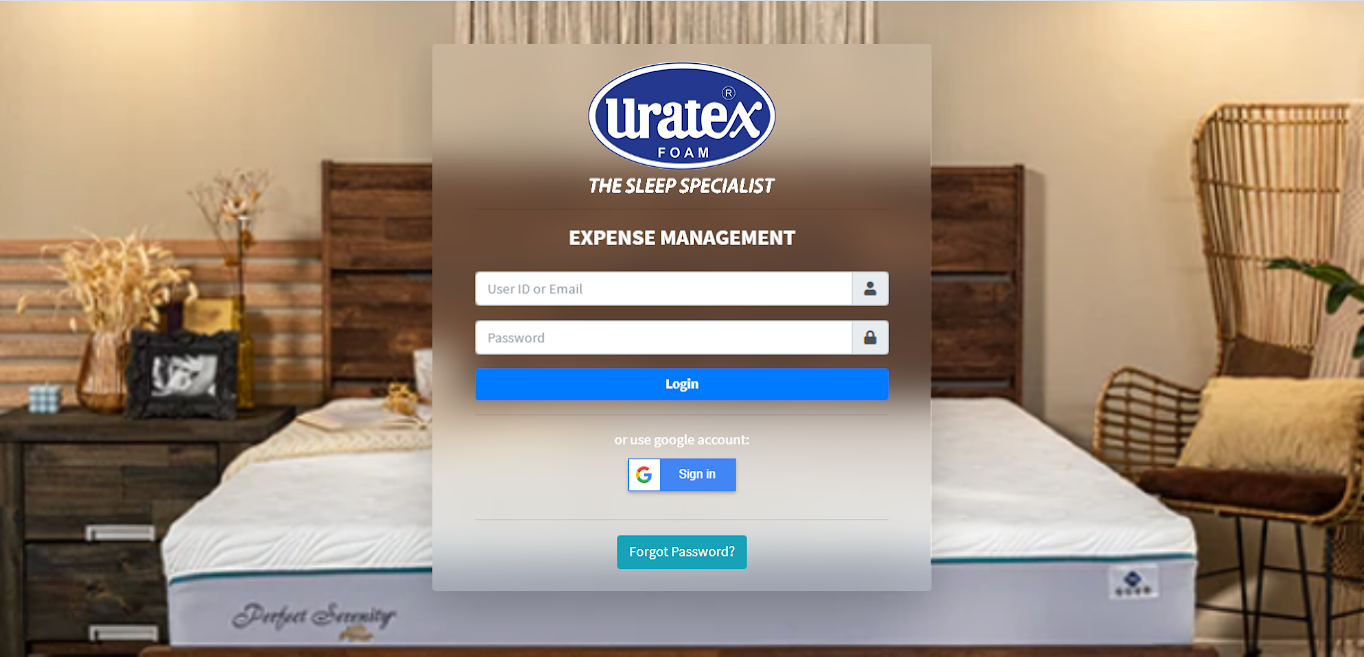 Uratex
®
FOAM
THE SLEEP SPECIALIST
EXPENSE MANAGEMENT
User ID or Email
Password
Login
or use google account:
Sign in
Forgot Password?
Perfect Serenity